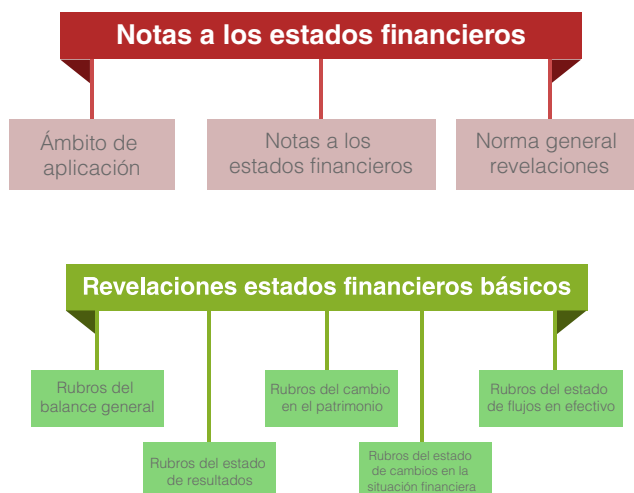 Notas a los estados financieros
Ámbito de
aplicación
Notas a los
estados financieros
Norma general
revelaciones
Revelaciones estados financieros básicos
Rubros del
balance general
Rubros del estado
de resultados
Rubros del cambio
en el patrimonio
Rubros del estado
de cambios en la
situación financiera
Rubros del estado
de flujos en efectivo